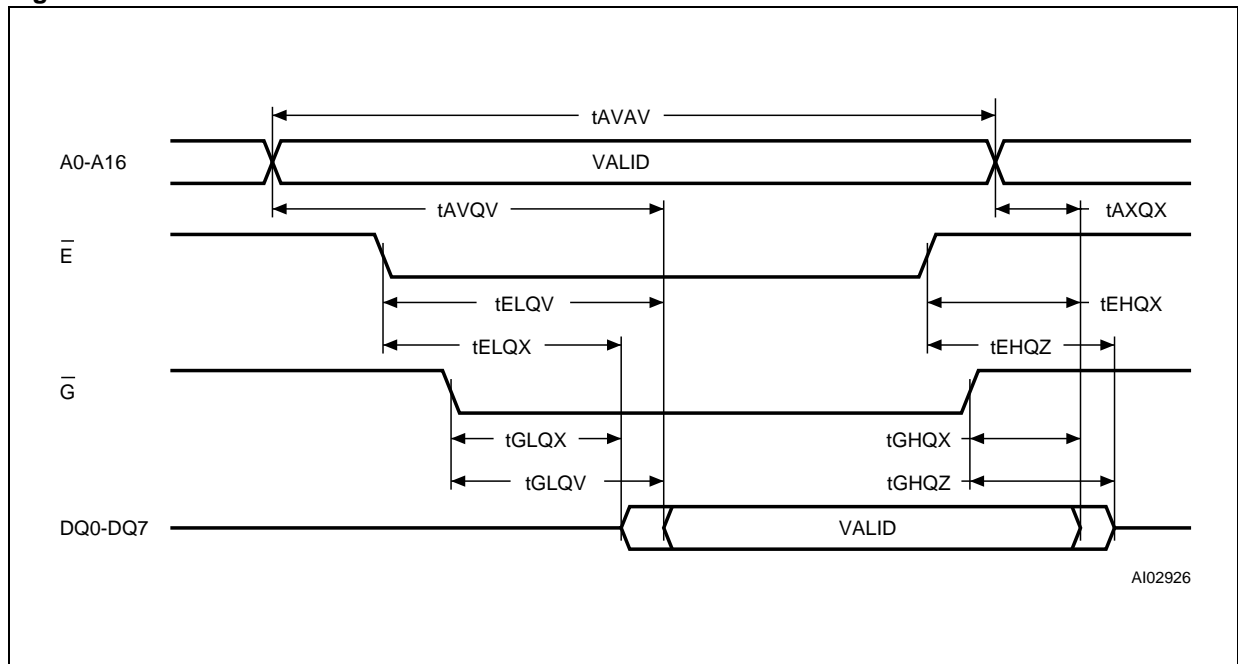 tAVAV
A0-A16
VALID
tAVQV
tAXQX
E
tELQV
tEHQX
tELQX
tEHQZ
G
tGLQX
tGHQX
tGLQV
tGHQZ
DQ0-DQ7
VALID
AI02926